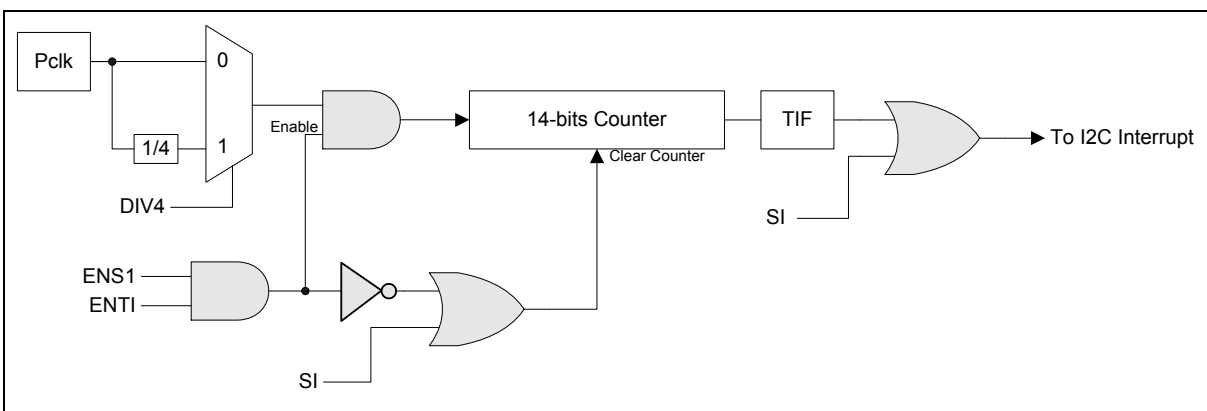 Pclk
0
1/4
1
DIV4
Enable
14-bits Counter
Clear Counter
TIF
To I2C Interrupt
SI
ENS1
ENTI
SI